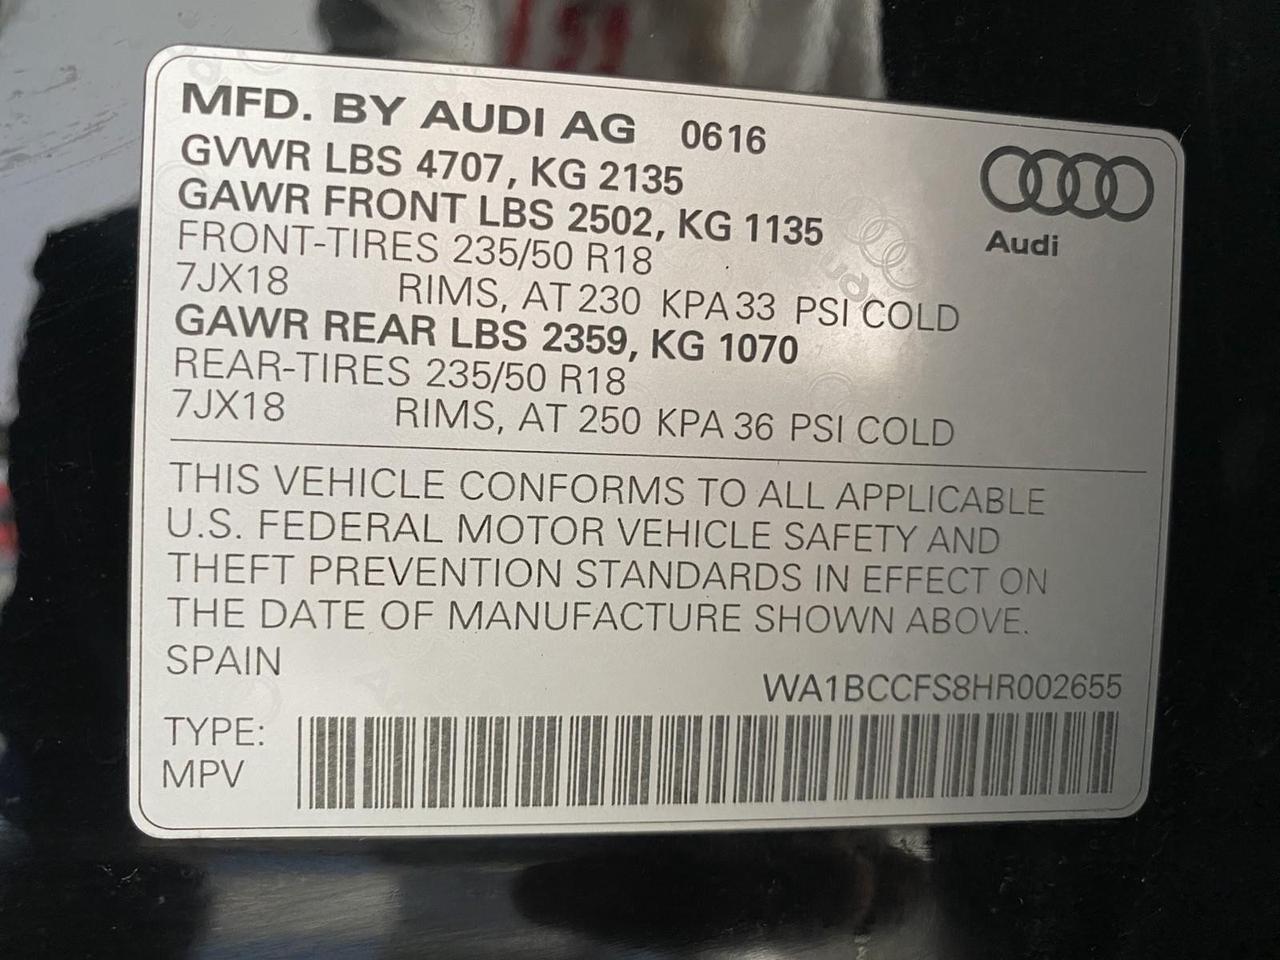 MFD. BY AUDI AG 0616
GVWR LBS 4707, KG 2135
GAWR FRONT LBS 2502, KG 1135
FRONT-TIRES 235/50 R18
7JX18 RIMS, AT 230 KPA 33 PSI COLD
GAWR REAR LBS 2359, KG 1070
REAR-TIRES 235/50 R18
7JX18 RIMS, AT 250 KPA 36 PSI COLD
Audi
THIS VEHICLE CONFORMS TO ALL APPLICABLE
U.S. FEDERAL MOTOR VEHICLE SAFETY AND
THEFT PREVENTION STANDARDS IN EFFECT ON
THE DATE OF MANUFACTURE SHOWN ABOVE.
SPAIN
WA1BCCFS8HR002655
TYPE:
MPV